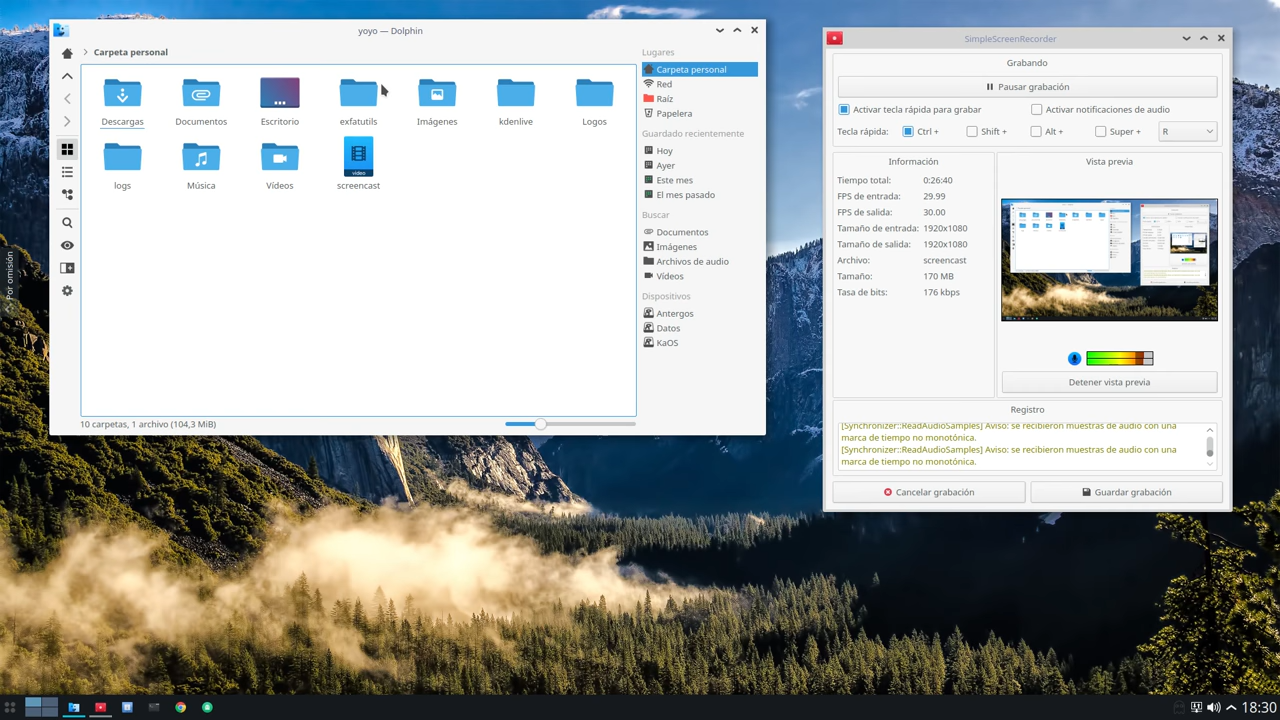 yoyo — Dolphin
Carpeta personal
Descargas
Documentos
Escritorio
exfatutils
Imágenes
kdenlive
Logos
logs
Música
Vídeos
video
screencast
10 carpetas, 1 archivo (104,3 MiB)
Lugares
Carpeta personal
Red
Raíz
Papelera
Guardado recientemente
Hoy
Ayer
Este mes
El mes pasado
Buscar
Documentos
Imágenes
Archivos de audio
Vídeos
Dispositivos
Antergos
Datos
KaOS
Por omisión
SimpleScreenRecorder
Grabando
Pausar grabación
Activar tecla rápida para grabar
Activar notificaciones de audio
Tecla rápida: Ctrl + Shift + Alt + Super + R
Información
Tiempo total: 0:26:40
FPS de entrada: 29.99
FPS de salida: 30.00
Tamaño de entrada: 1920x1080
Tamaño de salida: 1920x1080
Archivo: screencast
Tamaño: 170 MB
Tasa de bits: 176 kbps
Vista previa
Detener vista previa
Registro
[Synchronizer::ReadAudioSamples] Aviso: se recibieron muestras de audio con una
marca de tiempo no monotónica.
[Synchronizer::ReadAudioSamples] Aviso: se recibieron muestras de audio con una
marca de tiempo no monotónica.
Cancelar grabación
Guardar grabación
18:30